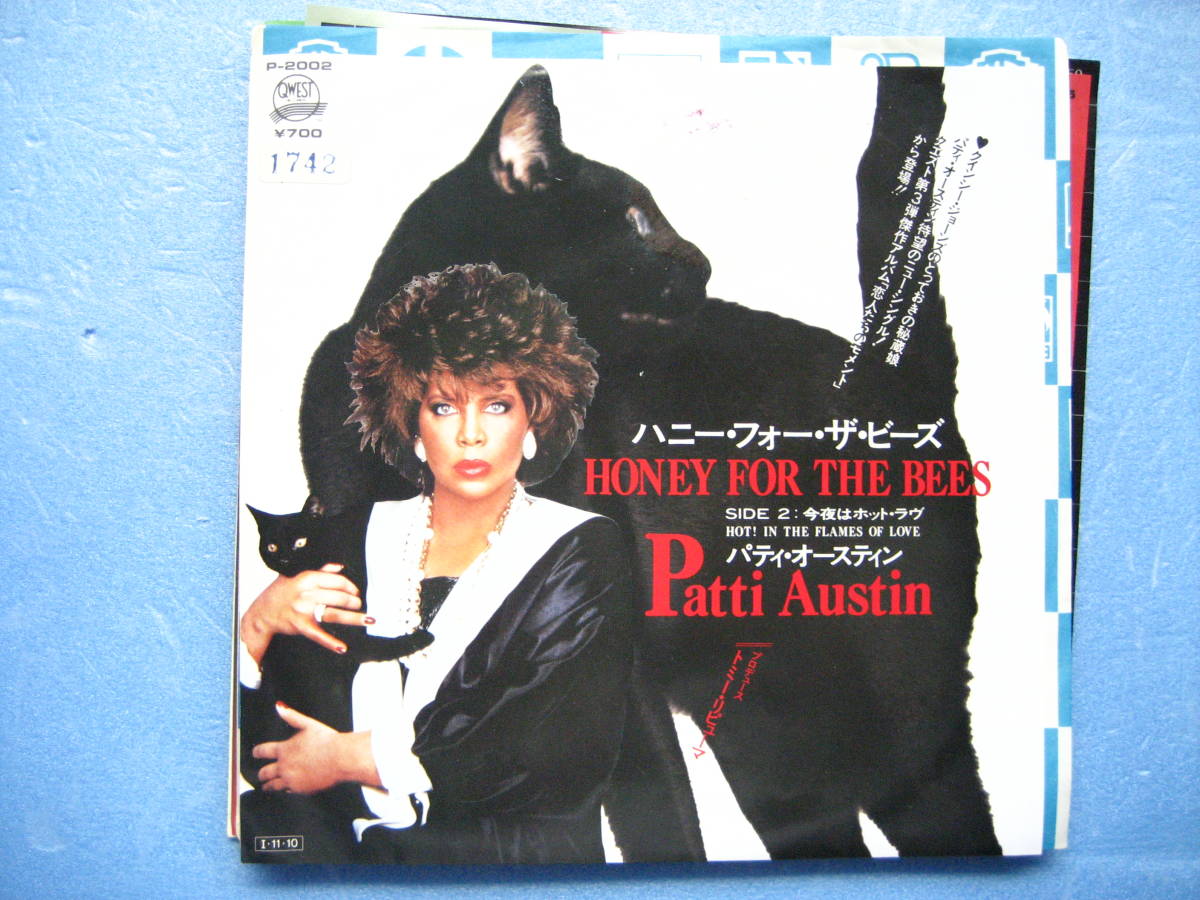 P-2002
QWEST
¥700
1742
♥クインシー・ジョーンズのとっておきの秘蔵娘
パティ・オースティン待望のニュー・シングル!
クエスト第3弾傑作アルバム「恋人たちのモメント」
から登場!!
ハニー・フォー・ザ・ビーズ
HONEY FOR THE BEES
SIDE 2:今夜はホット・ラヴ
HOT! IN THE FLAMES OF LOVE
パティ・オースティン
Patti Austin
プロデュース
トミー・リピューマ
I・11・10